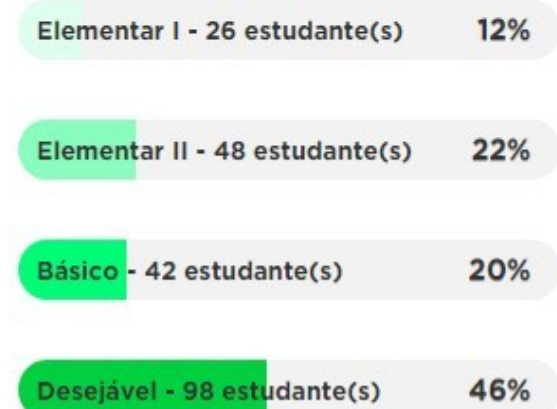 Elementar I - 26 estudante(s) 12%
Elementar II - 48 estudante(s) 22%
Básico - 42 estudante(s) 20%
Desejável - 98 estudante(s) 46%